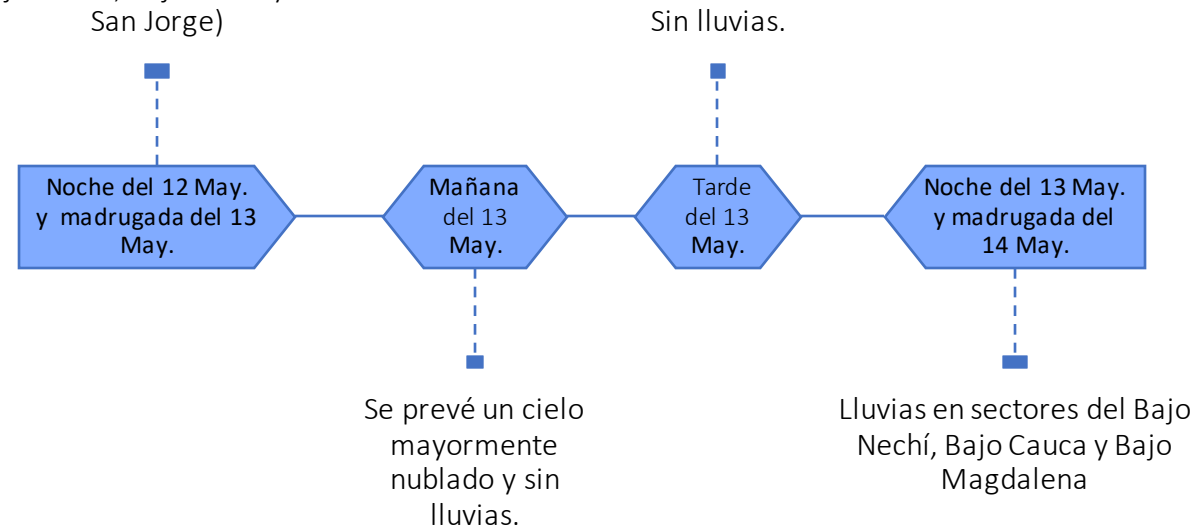 San Jorge)
Sin lluvias.
Noche del 12 May.
y madrugada del 13
May.
Mañana
del 13
May.
Tarde
del 13
May.
Noche del 13 May.
y madrugada del
14 May.
Se prevé un cielo
mayormente
nublado y sin
lluvias.
Lluvias en sectores del Bajo
Nechí, Bajo Cauca y Bajo
Magdalena